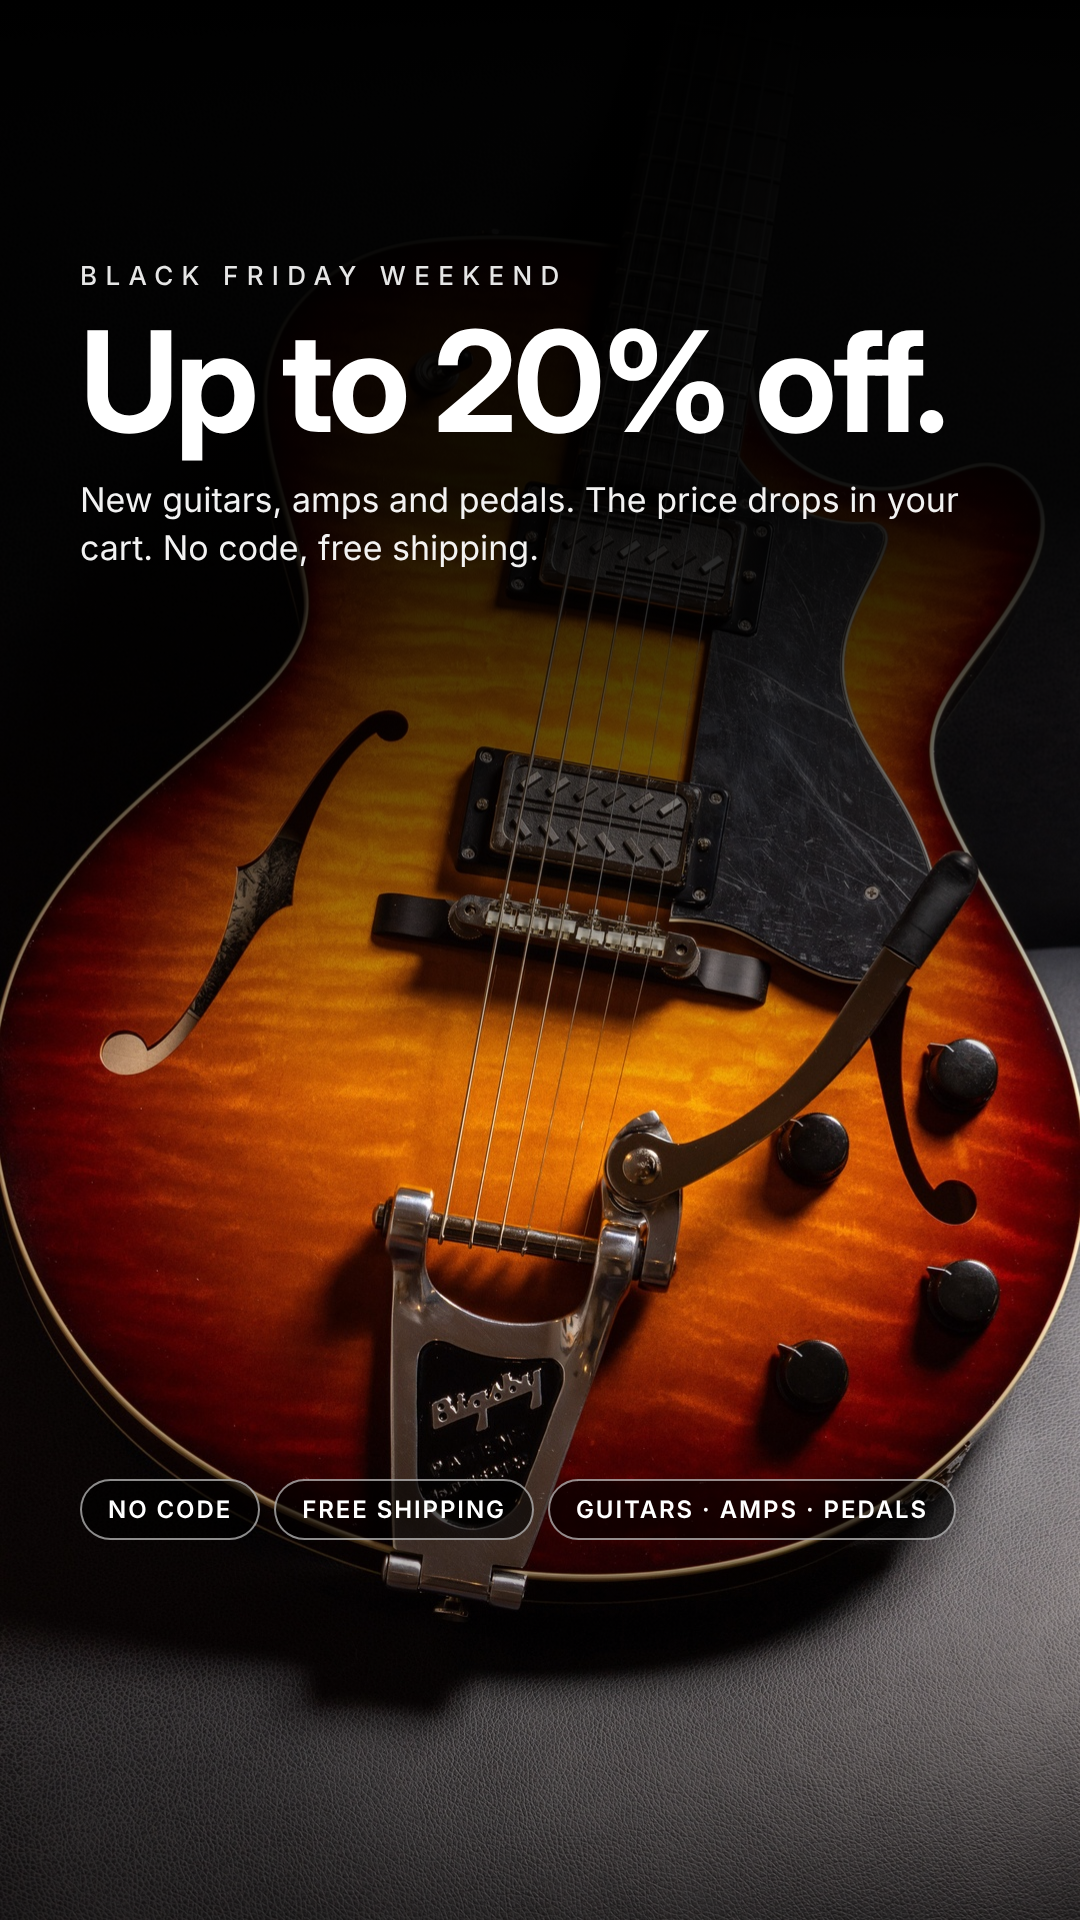 BLACK FRIDAY WEEKEND
Up to 20% off.
New guitars, amps and pedals. The price drops in your
cart. No code, free shipping.
Bigsby
NO CODE
FREE SHIPPING
GUITARS · AMPS · PEDALS